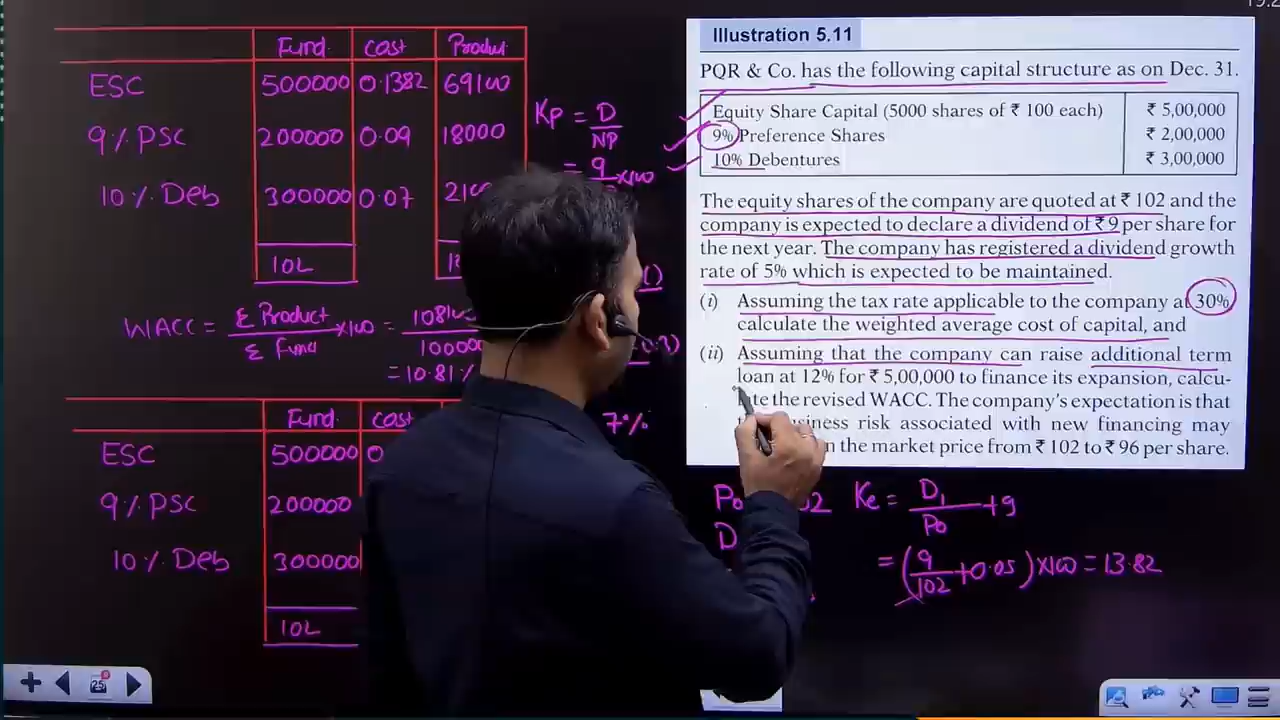 Fund cost Product
ESC 500000 0.1382 69100
9% PSC 200000 0.09 18000
10% Deb 300000 0.07
10L
WACC = Σ Product / Σ Fund ×100 =
= 10.81%
Kp = D / NP
= 9 ×100
7%
Fund cost
ESC 500000
9% PSC 200000
10% Deb 300000
10L
Illustration 5.11
PQR & Co. has the following capital structure as on Dec. 31.
Equity Share Capital (5000 shares of ₹ 100 each) ₹ 5,00,000
9% Preference Shares ₹ 2,00,000
10% Debentures ₹ 3,00,000
The equity shares of the company are quoted at ₹ 102 and the
company is expected to declare a dividend of ₹ 9 per share for
the next year. The company has registered a dividend growth
rate of 5% which is expected to be maintained.
(i) Assuming the tax rate applicable to the company at 30%
calculate the weighted average cost of capital, and
(ii) Assuming that the company can raise additional term
loan at 12% for ₹ 5,00,000 to finance its expansion, calcu-
late the revised WACC. The company's expectation is that
business risk associated with new financing may
in the market price from ₹ 102 to ₹ 96 per share.
Po Ke = D1 / Po + g
D
= (9 / 102 + 0.05) ×100 = 13.82
25